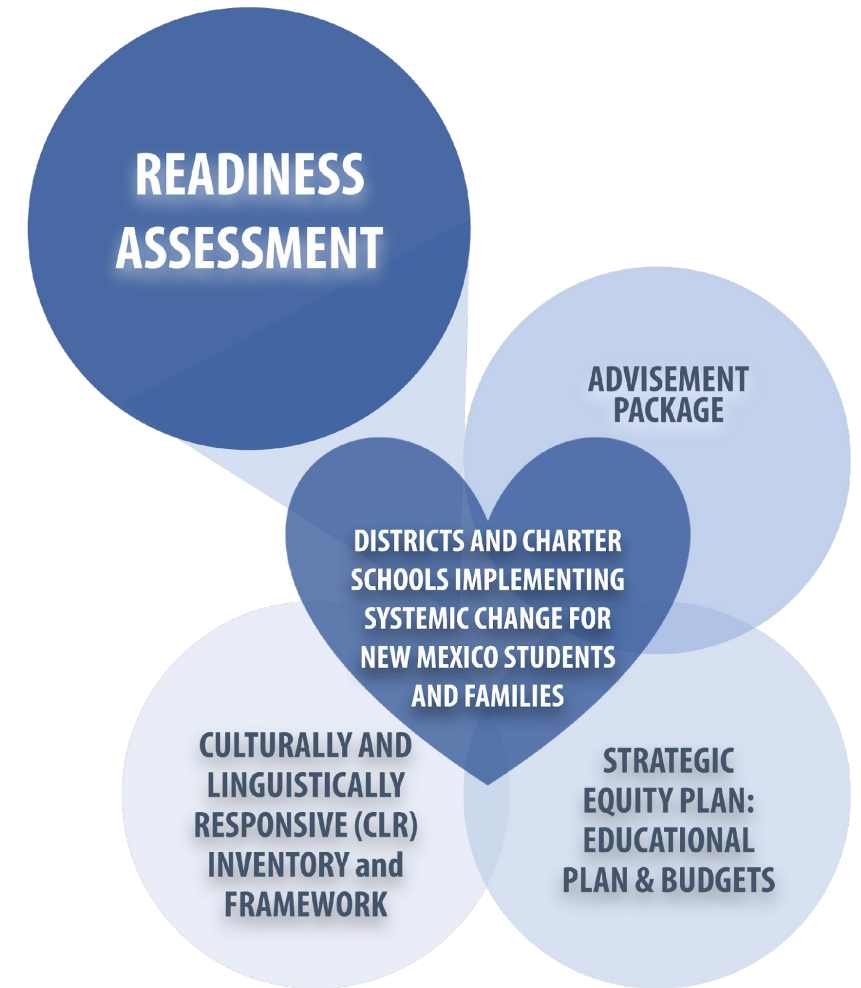 READINESS
ASSESSMENT
ADVISEMENT
PACKAGE
DISTRICTS AND CHARTER
SCHOOLS IMPLEMENTING
SYSTEMIC CHANGE FOR
NEW MEXICO STUDENTS
AND FAMILIES
CULTURALLY AND
LINGUISTICALLY
RESPONSIVE (CLR)
INVENTORY and
FRAMEWORK
STRATEGIC
EQUITY PLAN:
EDUCATIONAL
PLAN & BUDGETS